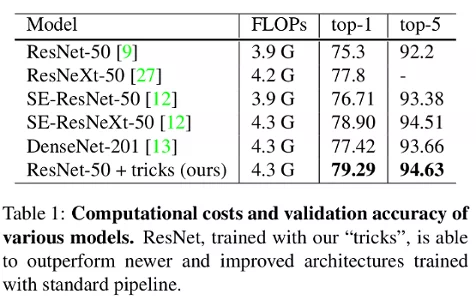 Model FLOPs top-1 top-5
ResNet-50 [9] 3.9 G 75.3 92.2
ResNeXt-50 [27] 4.2 G 77.8 -
SE-ResNet-50 [12] 3.9 G 76.71 93.38
SE-ResNeXt-50 [12] 4.3 G 78.90 94.51
DenseNet-201 [13] 4.3 G 77.42 93.66
ResNet-50 + tricks (ours) 4.3 G 79.29 94.63
Table 1: Computational costs and validation accuracy of
various models. ResNet, trained with our “tricks”, is able
to outperform newer and improved architectures trained
with standard pipeline.